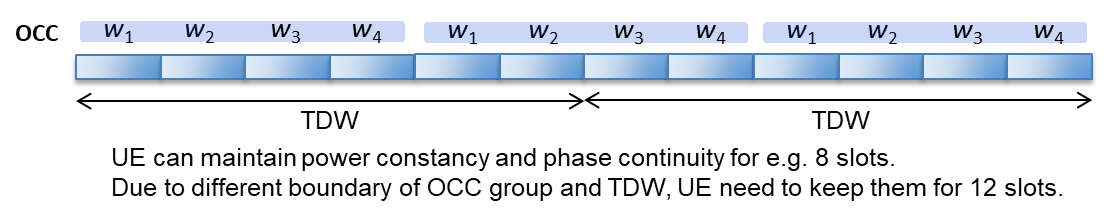 OCC w1 w2 w3 w4 w1 w2 w3 w4 w1 w2 w3 w4
TDW TDW
UE can maintain power constancy and phase continuity for e.g. 8 slots.
Due to different boundary of OCC group and TDW, UE need to keep them for 12 slots.